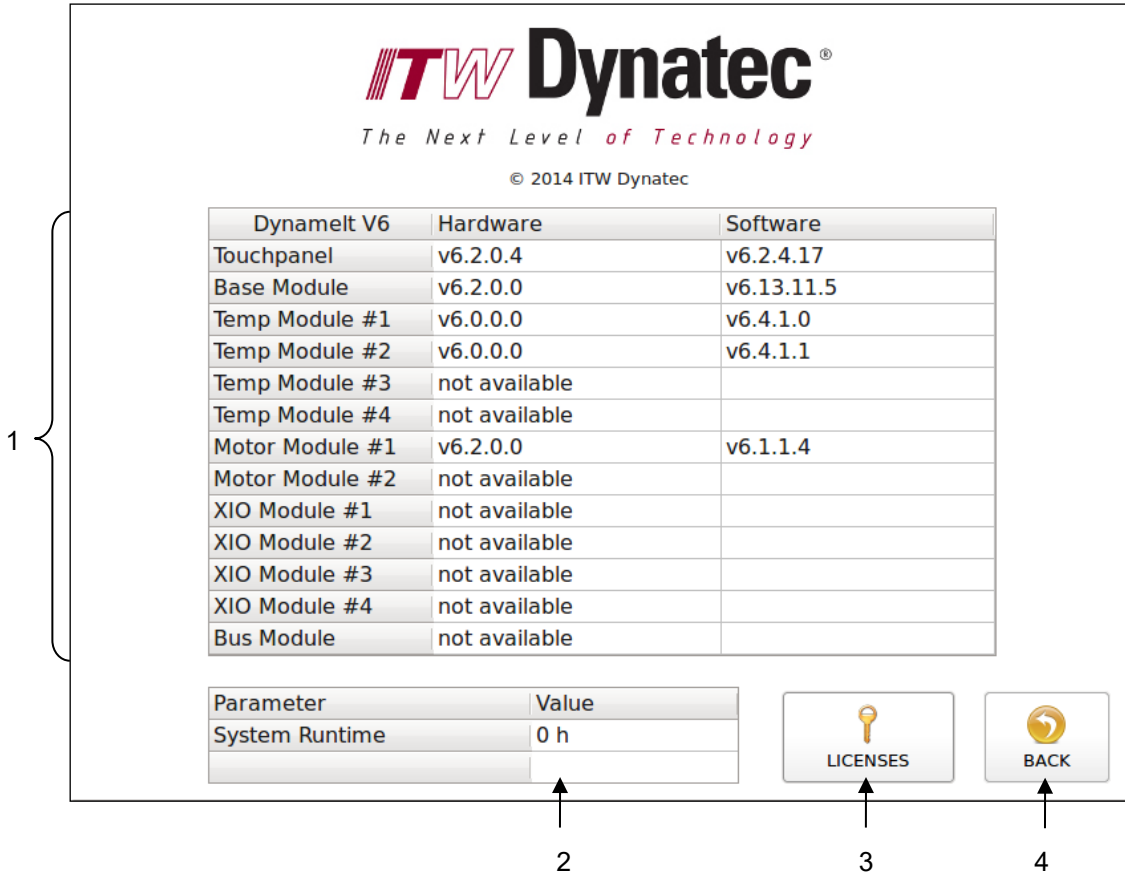 ITW Dynatec®
The Next Level of Technology
© 2014 ITW Dynatec
Dynamelt V6 Hardware Software
Touchpanel v6.2.0.4 v6.2.4.17
Base Module v6.2.0.0 v6.13.11.5
Temp Module #1 v6.0.0.0 v6.4.1.0
Temp Module #2 v6.0.0.0 v6.4.1.1
Temp Module #3 not available
Temp Module #4 not available
1
Motor Module #1 v6.2.0.0 v6.1.1.4
Motor Module #2 not available
XIO Module #1 not available
XIO Module #2 not available
XIO Module #3 not available
XIO Module #4 not available
Bus Module not available
Parameter Value
System Runtime 0 h
LICENSES
BACK
2 3 4